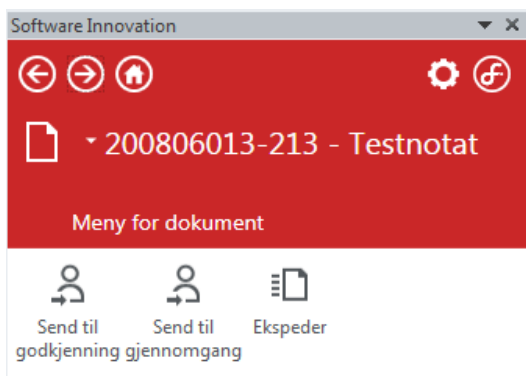 Software Innovation
200806013-213 - Testnotat
Meny for dokument
Send til godkjenning
Send til gjennomgang
Ekspeder